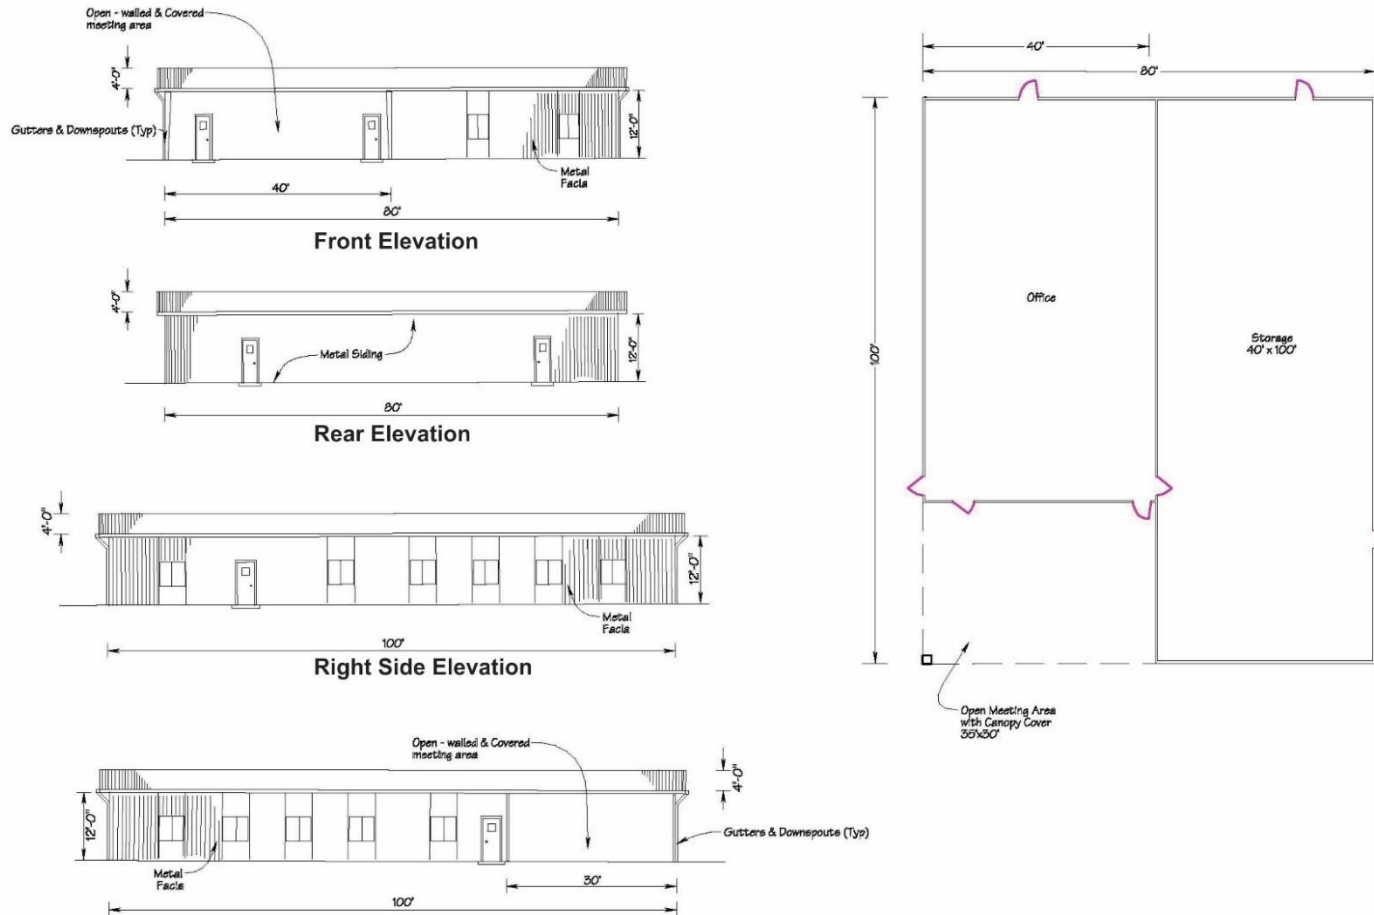 Open - walled & Covered
meeting area
4'-0"
Gutters & Downspouts (Typ)
12'-0"
Metal
Facia
40'
80'
Front Elevation
4'-0"
Metal Siding
12'-0"
80'
Rear Elevation
4'-0"
12'-0"
Metal
Facia
100'
Right Side Elevation
Open - walled & Covered
meeting area
4'-0"
12'-0"
Gutters & Downspouts (Typ)
Metal
Facia
30'
100'
40'
80'
100'
Office
Storage
40' x 100'
Open Meeting Area
with Canopy Cover
35'x30'